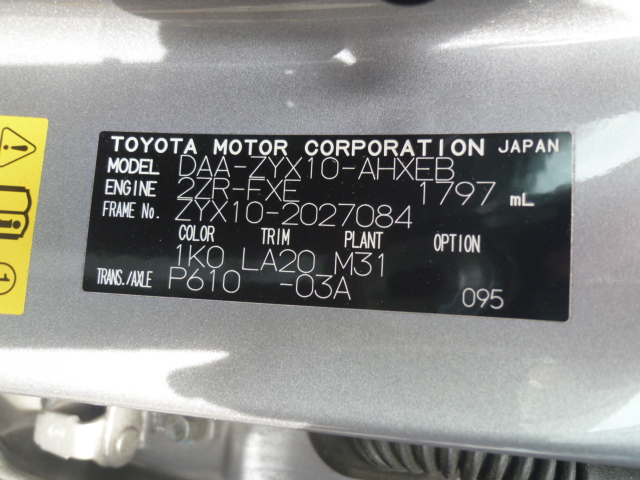 TOYOTA MOTOR CORPORATION JAPAN
MODEL DAA-ZYX10-AHXEB
ENGINE 2ZR-FXE 1797 mL
FRAME No. ZYX10-2027084
COLOR TRIM PLANT OPTION
1K0 LA20 M31
TRANS./AXLE P610 -03A
095
1